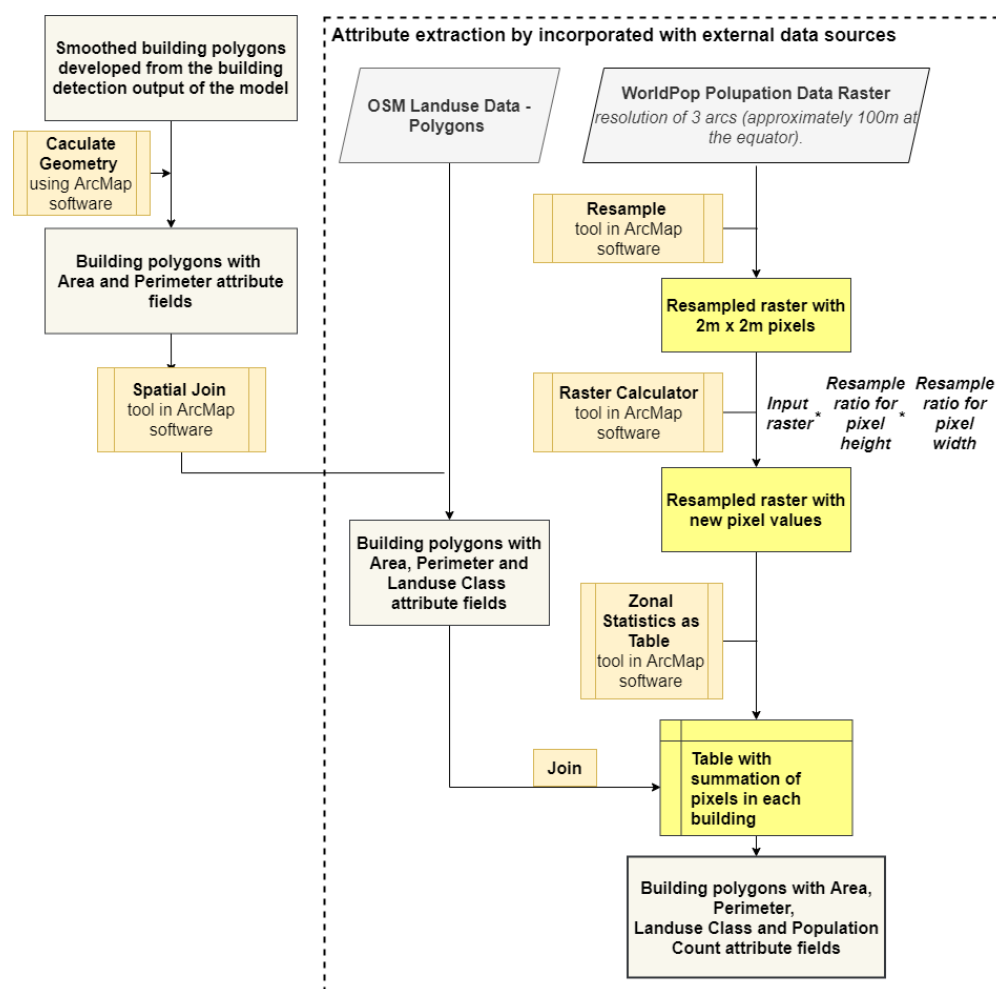 Smoothed building polygons
developed from the building
detection output of the model
Caculate
Geometry
using ArcMap
software
Building polygons with
Area and Perimeter attribute
fields
Spatial Join
tool in ArcMap
software
Attribute extraction by incorporated with external data sources
OSM Landuse Data -
Polygons
WorldPop Polupation Data Raster
resolution of 3 arcs (approximately 100m at
the equator).
Resample
tool in ArcMap
software
Resampled raster with
2m x 2m pixels
Raster Calculator
tool in ArcMap
software
Input
raster
*
Resample
ratio for
pixel
height
*
Resample
ratio for
pixel
width
Resampled raster with
new pixel values
Building polygons with
Area, Perimeter and
Landuse Class
attribute fields
Zonal
Statistics as
Table
tool in ArcMap
software
Join
Table with
summation of
pixels in each
building
Building polygons with Area,
Perimeter,
Landuse Class and Population
Count attribute fields